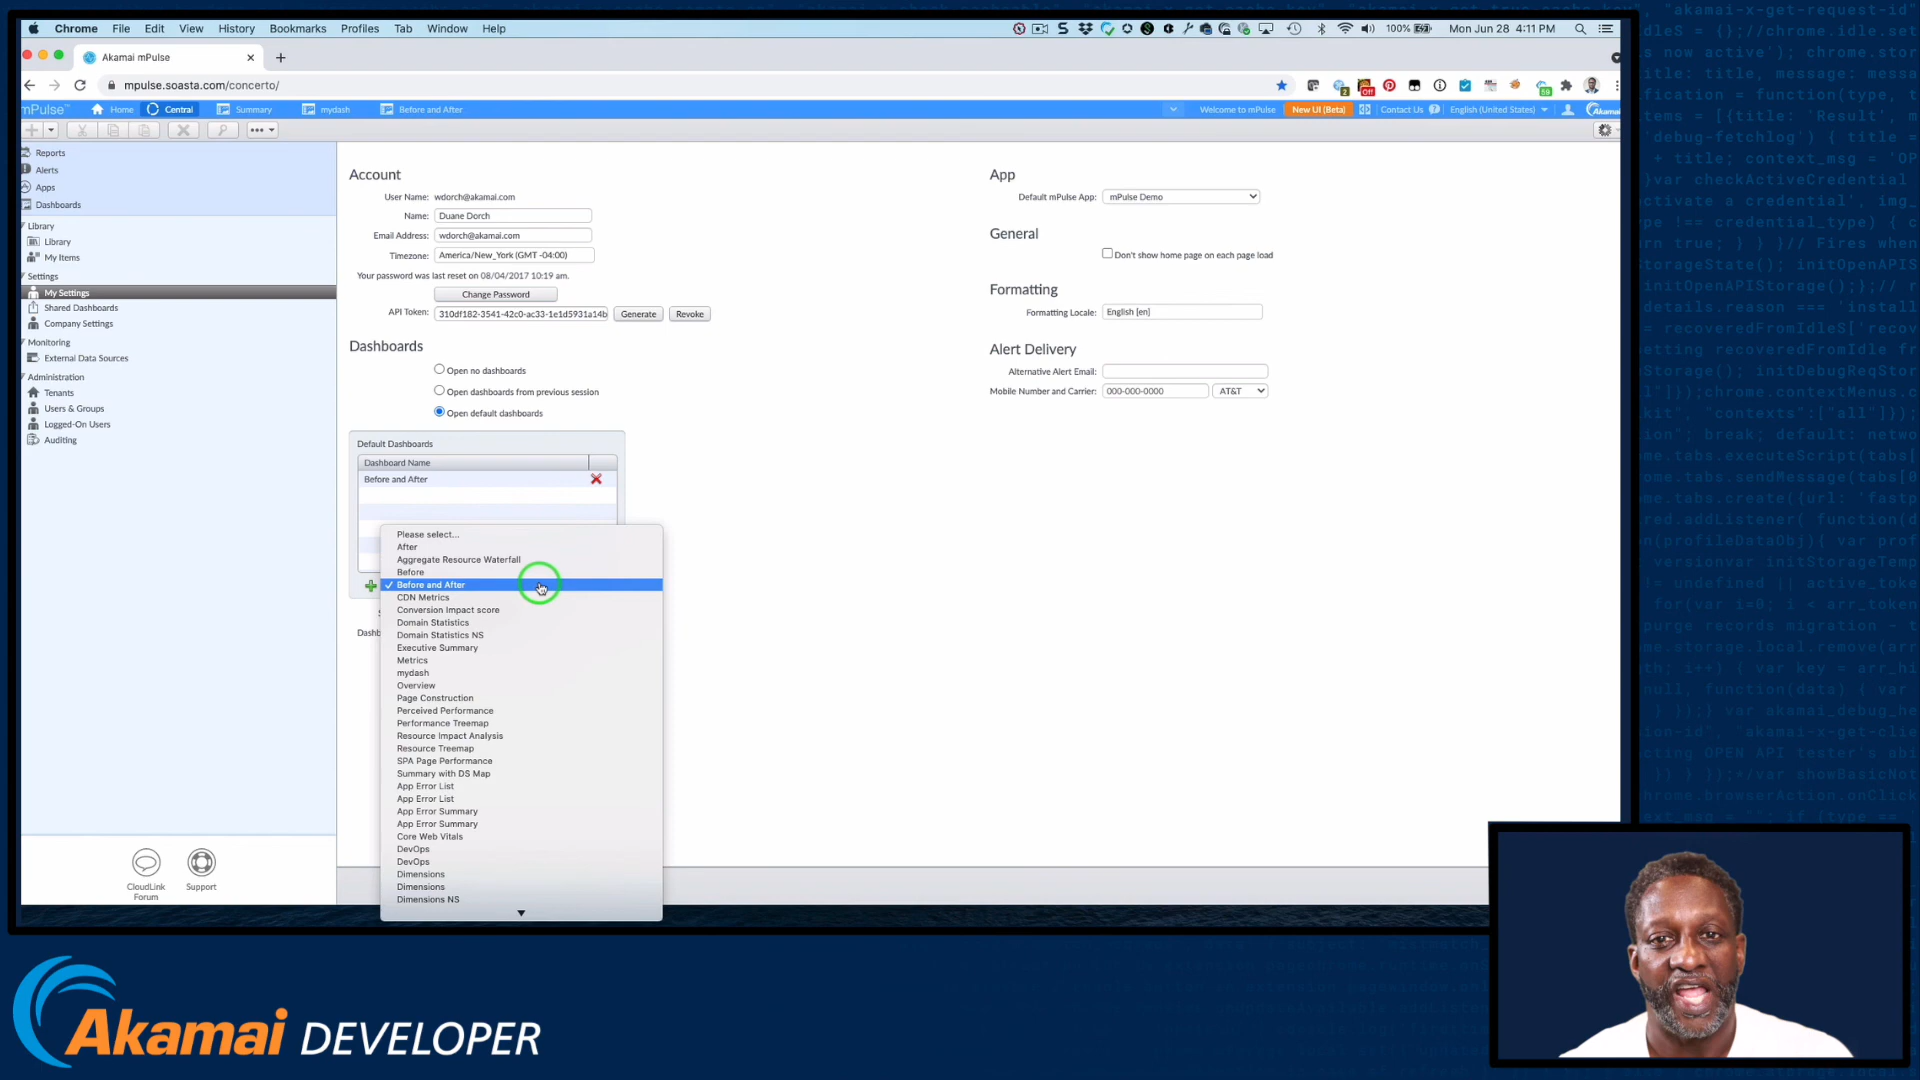 Chrome File Edit View History Bookmarks Profiles Tab Window Help
100% Mon Jun 28 4:11 PM
Akamai mPulse
mpulse.soasta.com/concerto/
mPulse™ Home Central Summary mydash Before and After
Welcome to mPulse New UI (Beta) Contact Us English (United States) Akamai
Reports
Alerts
Apps
Dashboards
Library
Library
My Items
Settings
My Settings
Shared Dashboards
Company Settings
Monitoring
External Data Sources
Administration
Tenants
Users & Groups
Logged-On Users
Auditing
CloudLink Forum
Support
Account
User Name: wdorch@akamai.com
Name: Duane Dorch
Email Address: wdorch@akamai.com
Timezone: America/New_York (GMT -04:00)
Your password was last reset on 08/04/2017 10:19 am.
Change Password
API Token: 310df182-3541-42c0-ac33-1e1d5931a14b Generate Revoke
Dashboards
Open no dashboards
Open dashboards from previous session
Open default dashboards
Default Dashboards
Dashboard Name
Before and After
Please select...
After
Aggregate Resource Waterfall
Before
Before and After
CDN Metrics
Conversion Impact score
Domain Statistics
Domain Statistics NS
Executive Summary
Metrics
mydash
Overview
Page Construction
Perceived Performance
Performance Treemap
Resource Impact Analysis
Resource Treemap
SPA Page Performance
Summary with DS Map
App Error List
App Error List
App Error Summary
App Error Summary
Core Web Vitals
DevOps
DevOps
Dimensions
Dimensions
Dimensions NS
App
Default mPulse App: mPulse Demo
General
Don't show home page on each page load
Formatting
Formatting Locale: English [en]
Alert Delivery
Alternative Alert Email:
Mobile Number and Carrier: 000-000-0000 AT&T
Akamai DEVELOPER